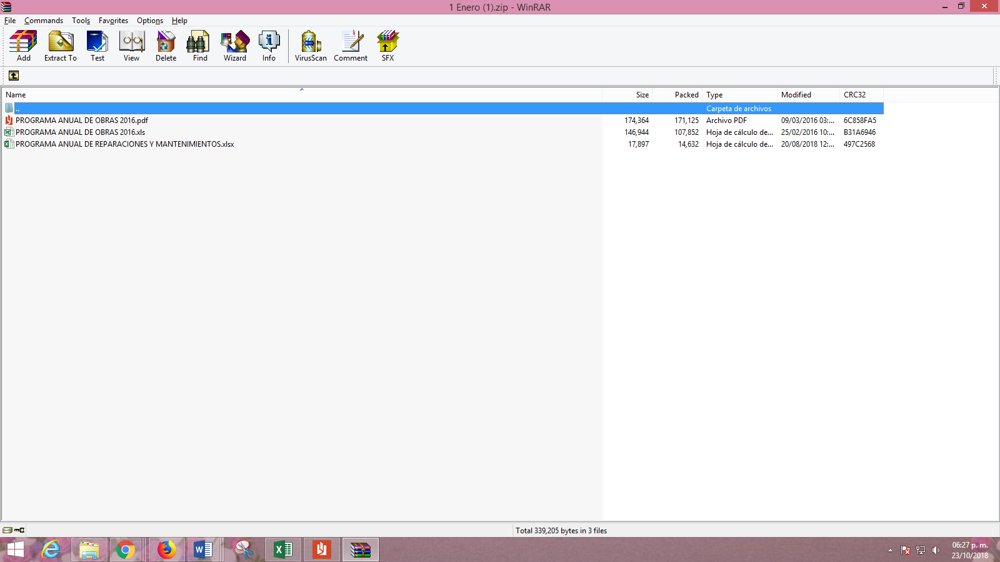 1 Enero (1).zip - WinRAR
File Commands Tools Favorites Options Help
Add Extract To Test View Delete Find Wizard Info VirusScan Comment SFX
Name Size Packed Type Modified CRC32
.. Carpeta de archivos
PROGRAMA ANUAL DE OBRAS 2016.pdf 174,364 171,125 Archivo PDF 09/03/2016 03:... 6C858FA5
PROGRAMA ANUAL DE OBRAS 2016.xls 146,944 107,852 Hoja de cálculo de... 25/02/2016 10:... B31A6946
PROGRAMA ANUAL DE REPARACIONES Y MANTENIMIENTOS.xlsx 17,897 14,632 Hoja de cálculo de... 20/08/2018 12:... 497C2568
Total 339,205 bytes in 3 files
06:27 p. m.
23/10/2018